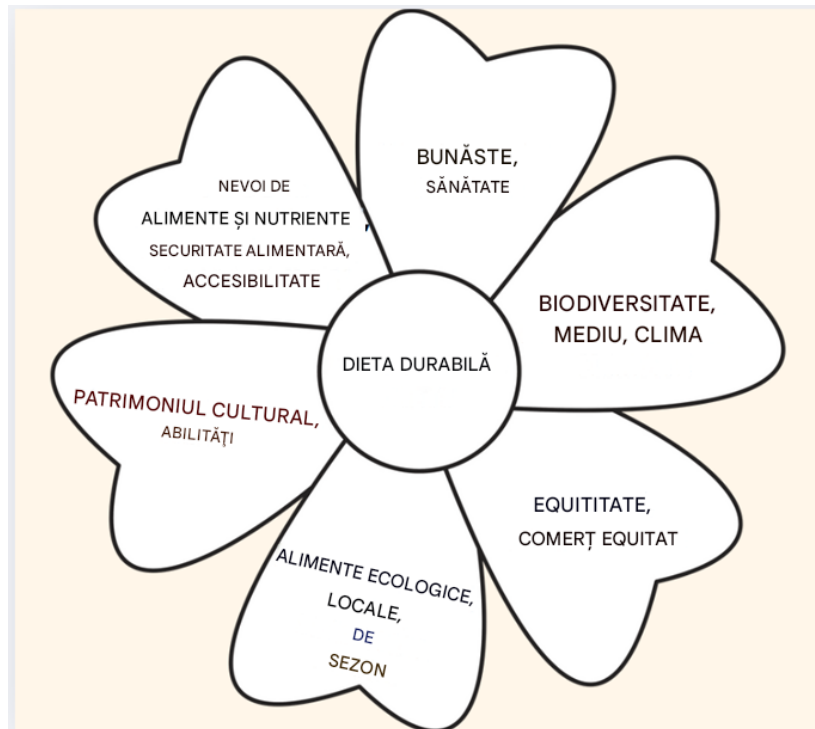 BUNĂSTE,
SĂNĂTATE
NEVOI DE
ALIMENTE ȘI NUTRIENTE,
SECURITATE ALIMENTARĂ,
ACCESIBILITATE
BIODIVERSITATE,
MEDIU, CLIMA
DIETA DURABILĂ
PATRIMONIUL CULTURAL,
ABILITĂŢI
EQUITITATE,
COMERȚ EQUITAT
ALIMENTE ECOLOGICE,
LOCALE,
DE
SEZON